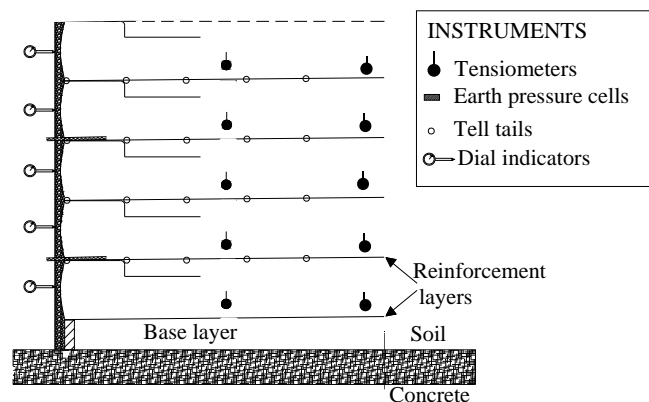 INSTRUMENTS
Tensiometers
Earth pressure cells
Tell tails
Dial indicators
Reinforcement
layers
Base layer
Soil
Concrete